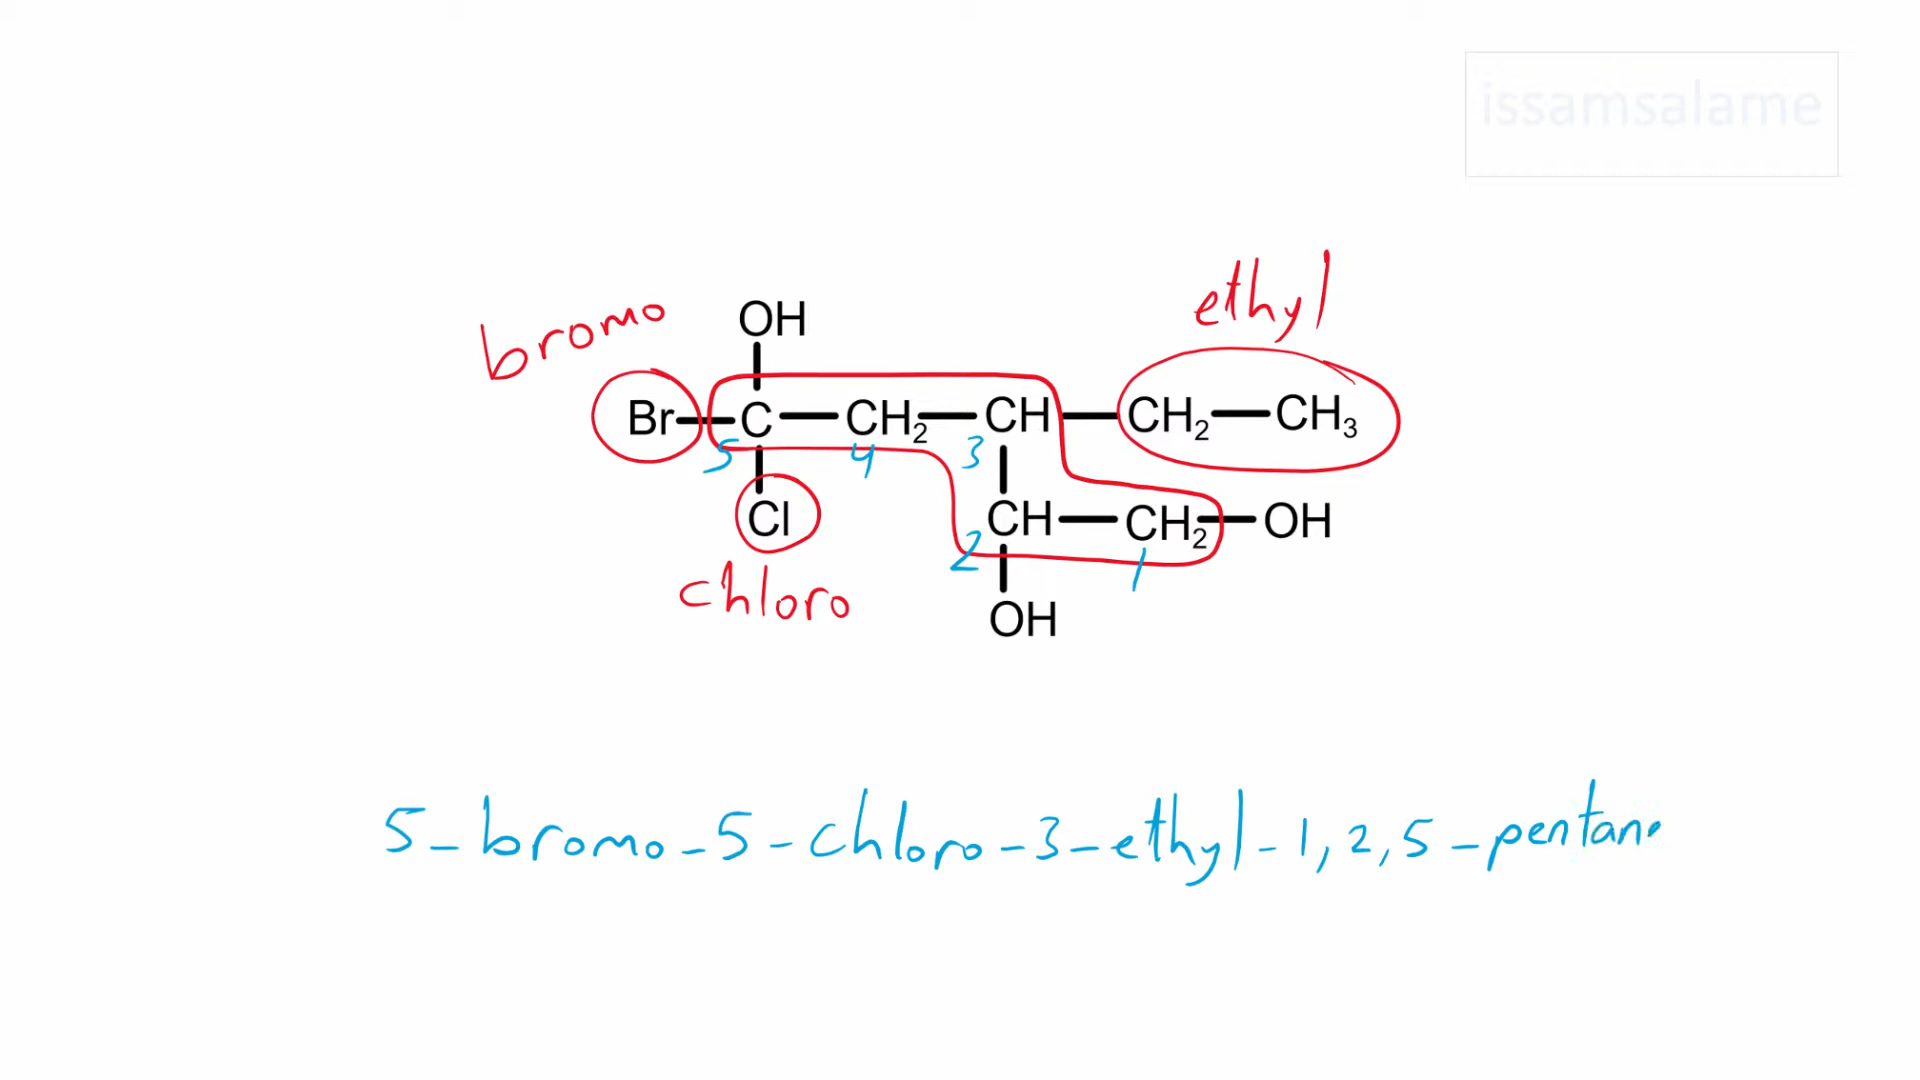 issamsalame
ethyl
bromo
OH
Br—C—CH₂—CH—CH₂—CH₃
5 4 3
Cl CH—CH₂—OH
2 1
chloro
OH
5-bromo-5-chloro-3-ethyl-1,2,5-pentan